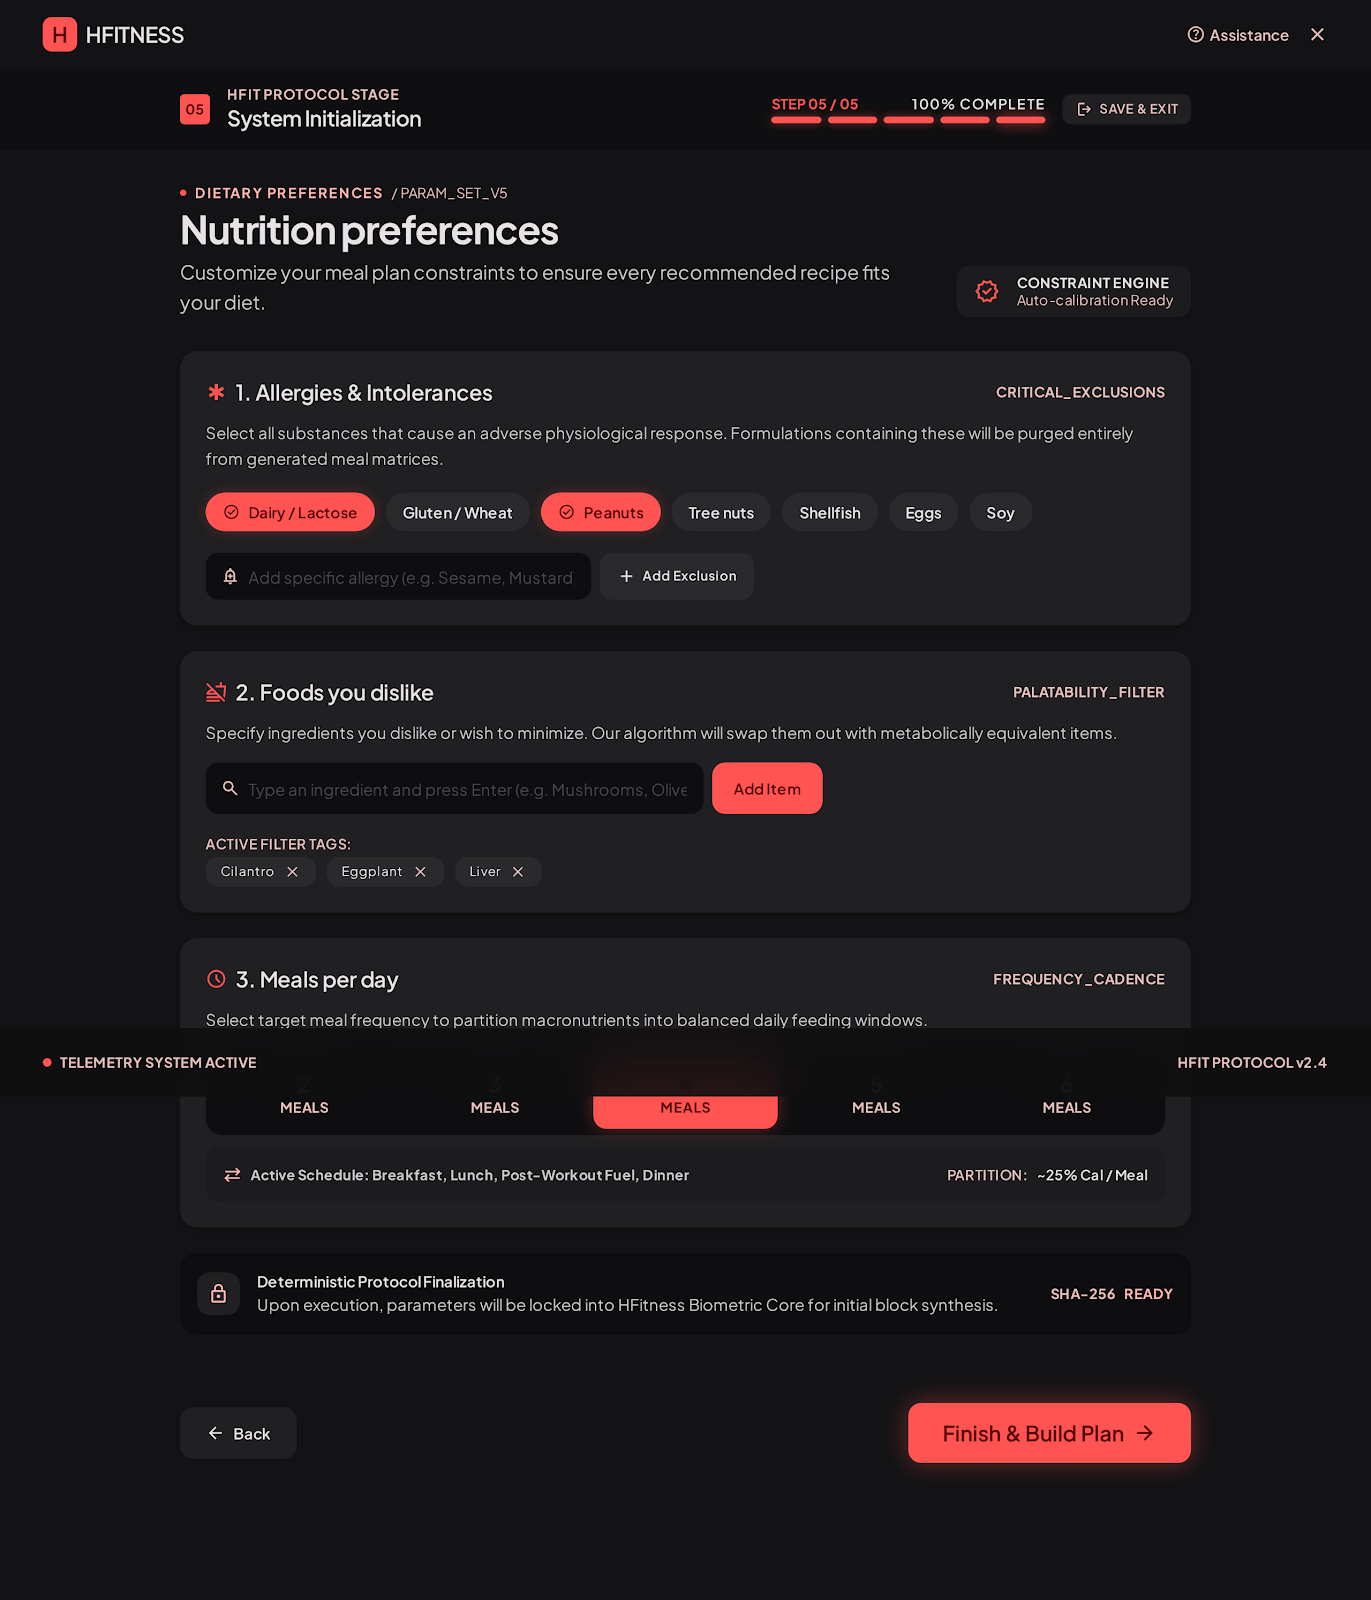 H HFITNESS
Assistance
05
HFIT PROTOCOL STAGE
System Initialization
STEP 05 / 05
100% COMPLETE
SAVE & EXIT
DIETARY PREFERENCES / PARAM_SET_V5
Nutrition preferences
Customize your meal plan constraints to ensure every recommended recipe fits
your diet.
CONSTRAINT ENGINE
Auto-calibration Ready
1. Allergies & Intolerances
CRITICAL_EXCLUSIONS
Select all substances that cause an adverse physiological response. Formulations containing these will be purged entirely
from generated meal matrices.
Dairy / Lactose
Gluten / Wheat
Peanuts
Tree nuts
Shellfish
Eggs
Soy
Add specific allergy (e.g. Sesame, Mustard
Add Exclusion
2. Foods you dislike
PALATABILITY_FILTER
Specify ingredients you dislike or wish to minimize. Our algorithm will swap them out with metabolically equivalent items.
Type an ingredient and press Enter (e.g. Mushrooms, Olive
Add Item
ACTIVE FILTER TAGS:
Cilantro
Eggplant
Liver
3. Meals per day
FREQUENCY_CADENCE
Select target meal frequency to partition macronutrients into balanced daily feeding windows.
TELEMETRY SYSTEM ACTIVE
HFIT PROTOCOL v2.4
2
3
4
5
6
MEALS
MEALS
MEALS
MEALS
MEALS
Active Schedule: Breakfast, Lunch, Post-Workout Fuel, Dinner
PARTITION: ~25% Cal / Meal
Deterministic Protocol Finalization
Upon execution, parameters will be locked into HFitness Biometric Core for initial block synthesis.
SHA-256 READY
Back
Finish & Build Plan